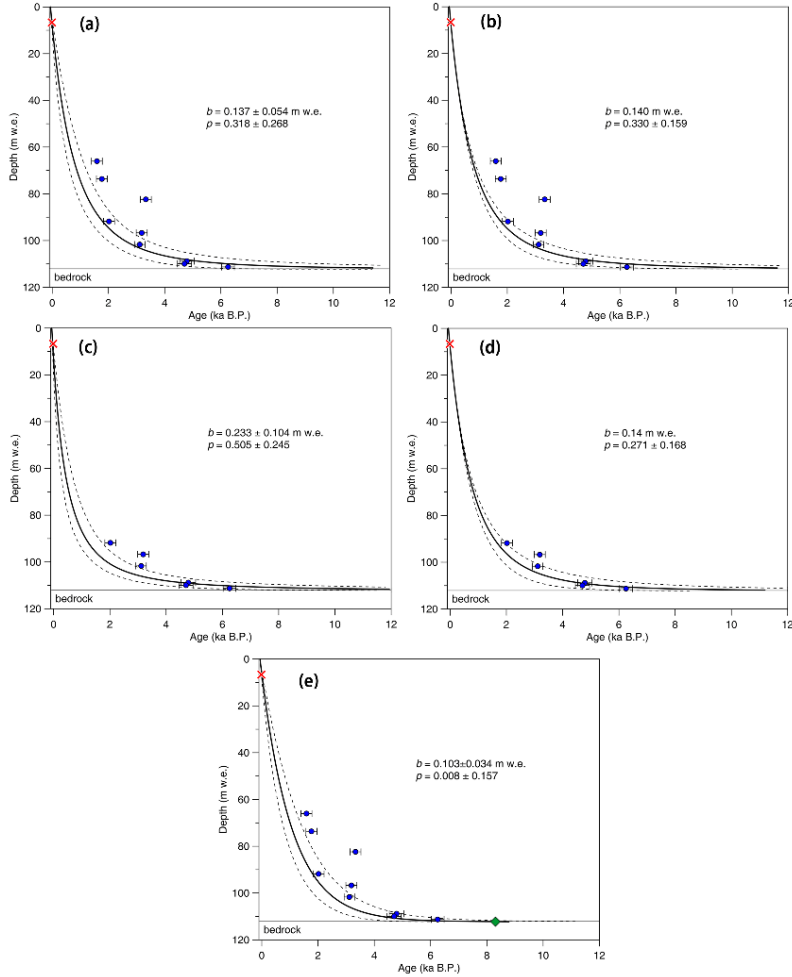 (a)
0
20
40
60
80
100
120
Depth (m w.e.)
b = 0.137 ± 0.054 m w.e.
p = 0.318 ± 0.268
bedrock
0 2 4 6 8 10 12
Age (ka B.P.)
(b)
0
20
40
60
80
100
120
Depth (m w.e.)
b = 0.140 m w.e.
p = 0.330 ± 0.159
bedrock
0 2 4 6 8 10 12
Age (ka B.P.)
(c)
0
20
40
60
80
100
120
Depth (m w.e.)
b = 0.233 ± 0.104 m w.e.
p = 0.505 ± 0.245
bedrock
0 2 4 6 8 10 12
Age (ka B.P.)
(d)
0
20
40
60
80
100
120
Depth (m w.e.)
b = 0.14 m w.e.
p = 0.271 ± 0.168
bedrock
0 2 4 6 8 10 12
Age (ka B.P.)
(e)
0
20
40
60
80
100
120
Depth (m w.e.)
b = 0.103±0.034 m w.e.
p = 0.008 ± 0.157
bedrock
0 2 4 6 8 10 12
Age (ka B.P.)